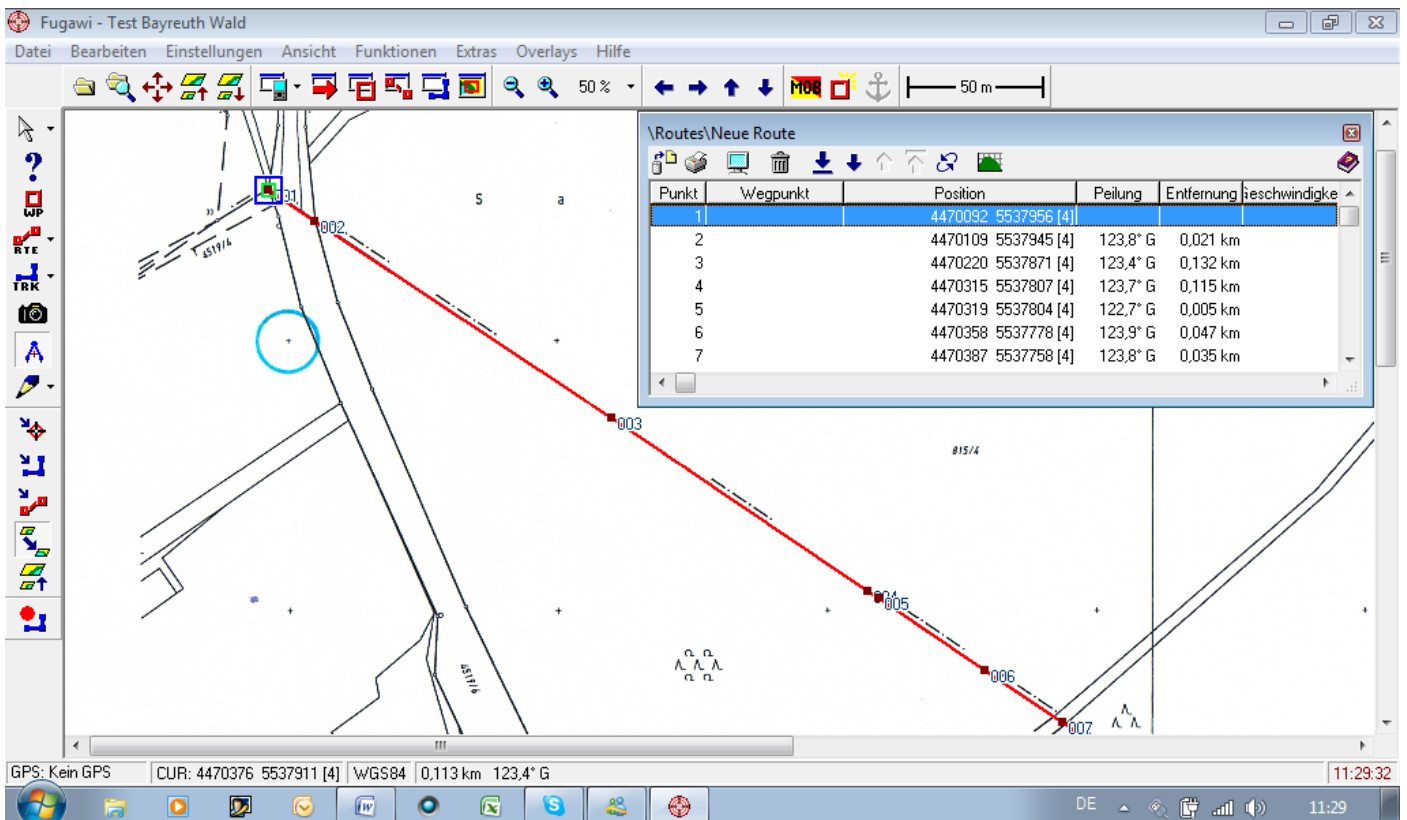 Fugawi - Test Bayreuth Wald
Datei Bearbeiten Einstellungen Ansicht Funktionen Extras Overlays Hilfe
50 % MOB 50 m
\Routes\Neue Route
Punkt Wegpunkt Position Peilung Entfernung Geschwindigke
1 4470092 5537956 [4]
2 4470109 5537945 [4] 123,8° G 0,021 km
3 4470220 5537871 [4] 123,4° G 0,132 km
4 4470315 5537807 [4] 123,7° G 0,115 km
5 4470319 5537804 [4] 122,7° G 0,005 km
6 4470358 5537778 [4] 123,9° G 0,047 km
7 4470387 5537758 [4] 123,8° G 0,035 km
WP
RTE
TRK
001
S a
002
4519/4
003
815/4
004
005
4519/6
006
007
GPS: Kein GPS CUR: 4470376 5537911 [4] WGS84 0,113 km 123,4° G 11:29:32
DE 11:29